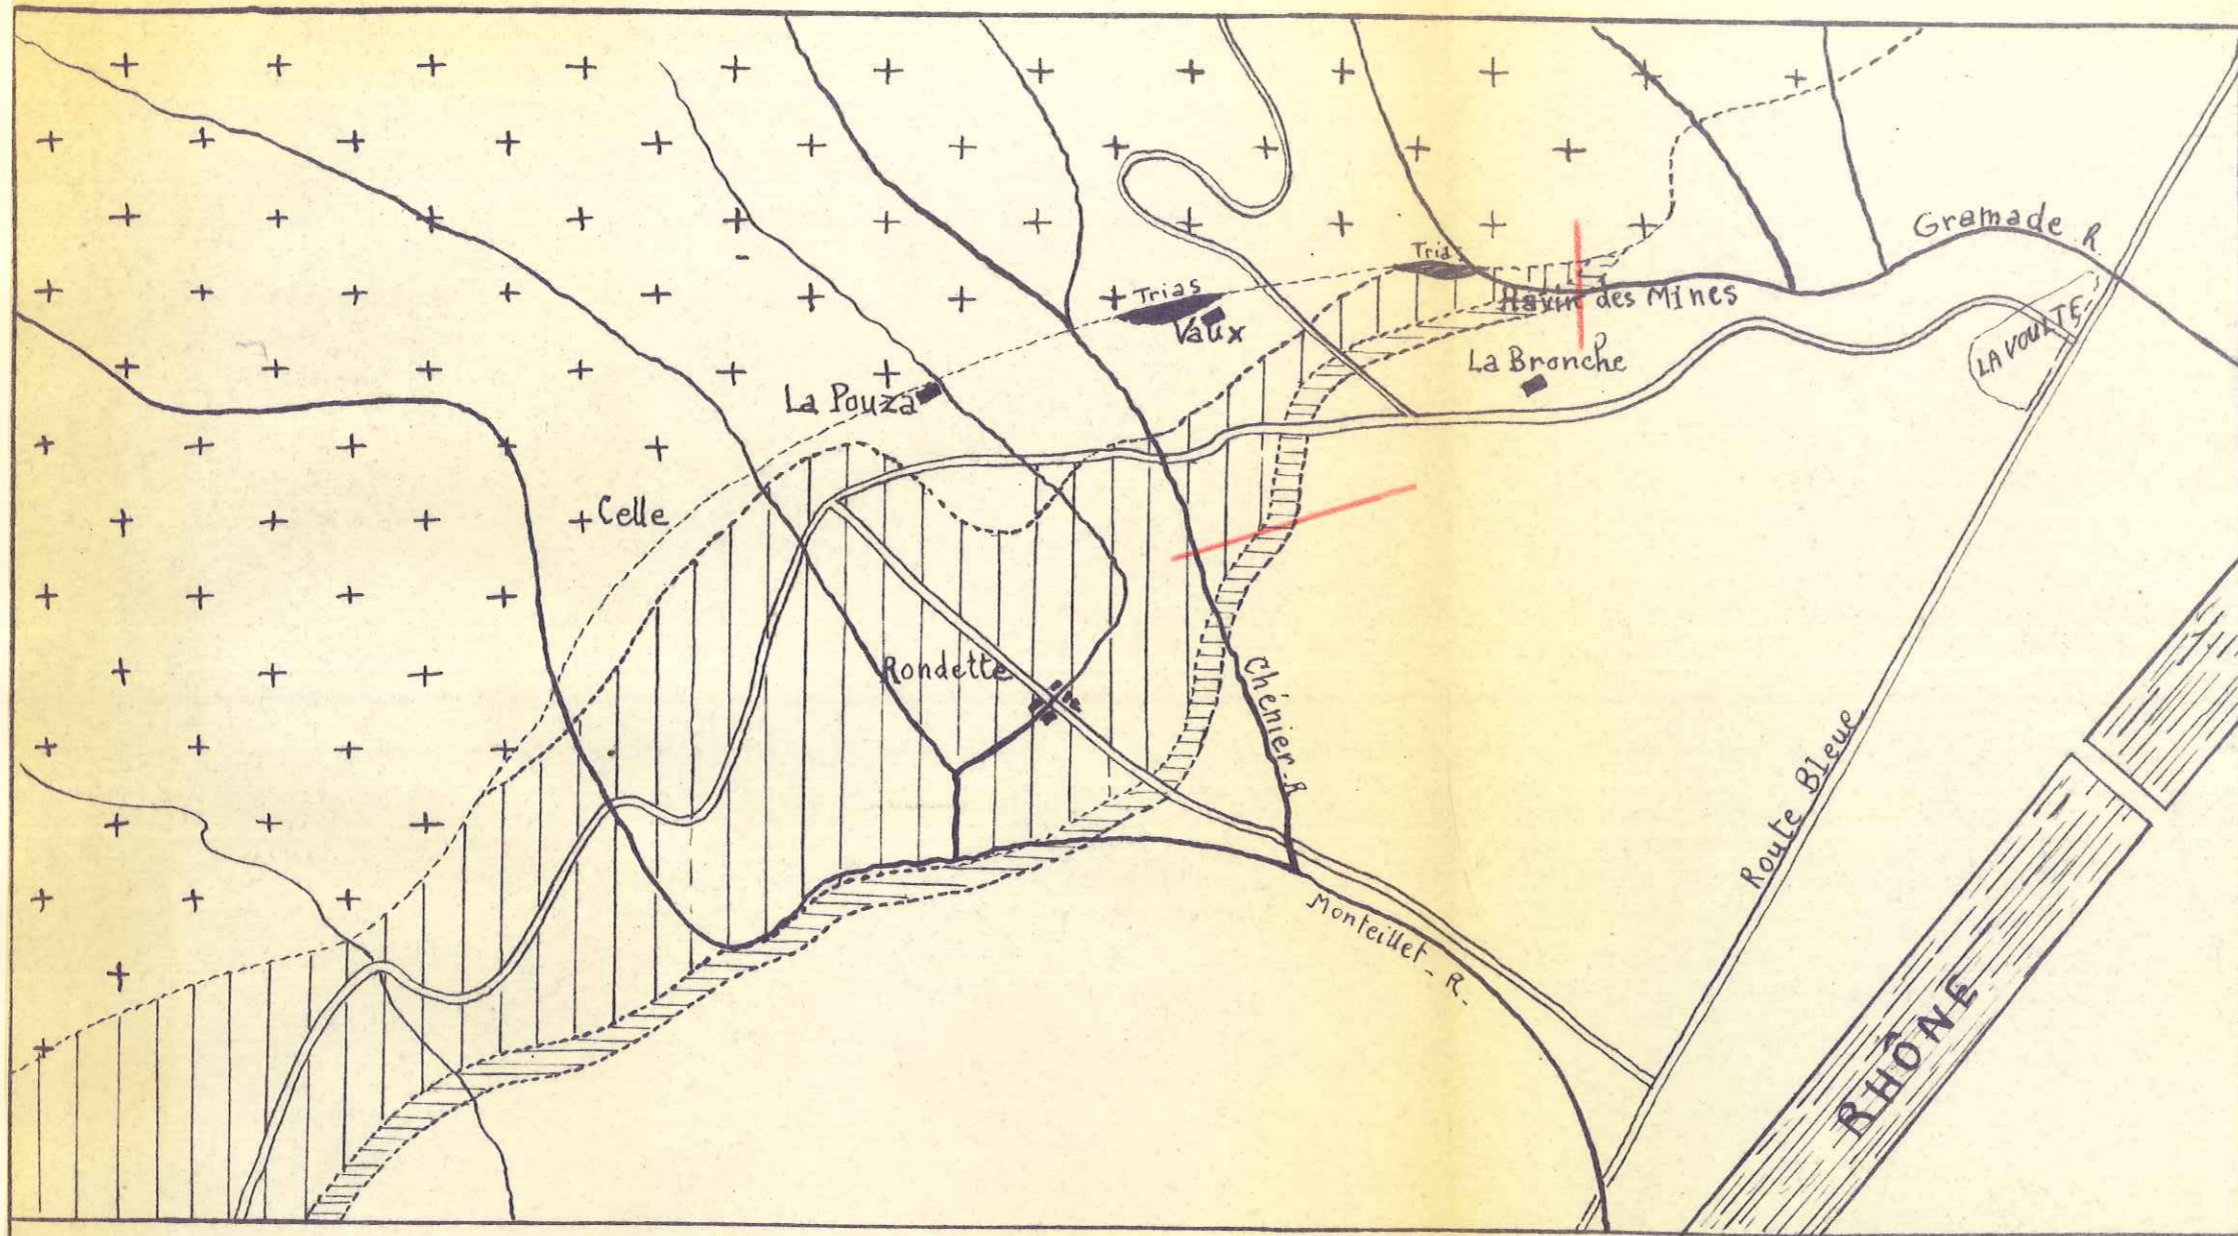 Gramade R
Trias
Trias
Ravin des Mines
Vaux
LA VOULTE
La Bronche
La Pouza
Celle
Rondette
Chénier-R
Route Bleue
Monteillet-R.
RHÔNE